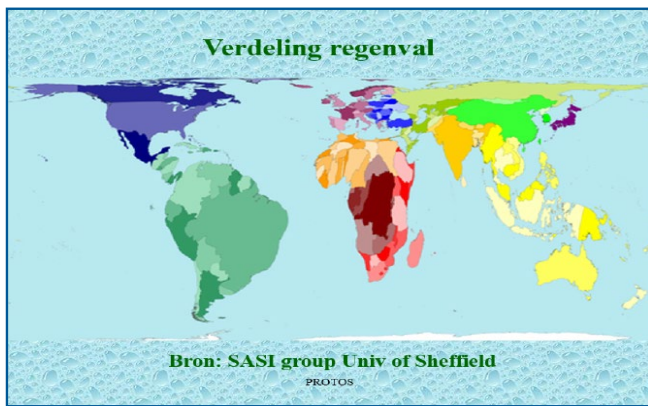 Verdeling regenval
Bron: SASI group Univ of Sheffield
PROTOS